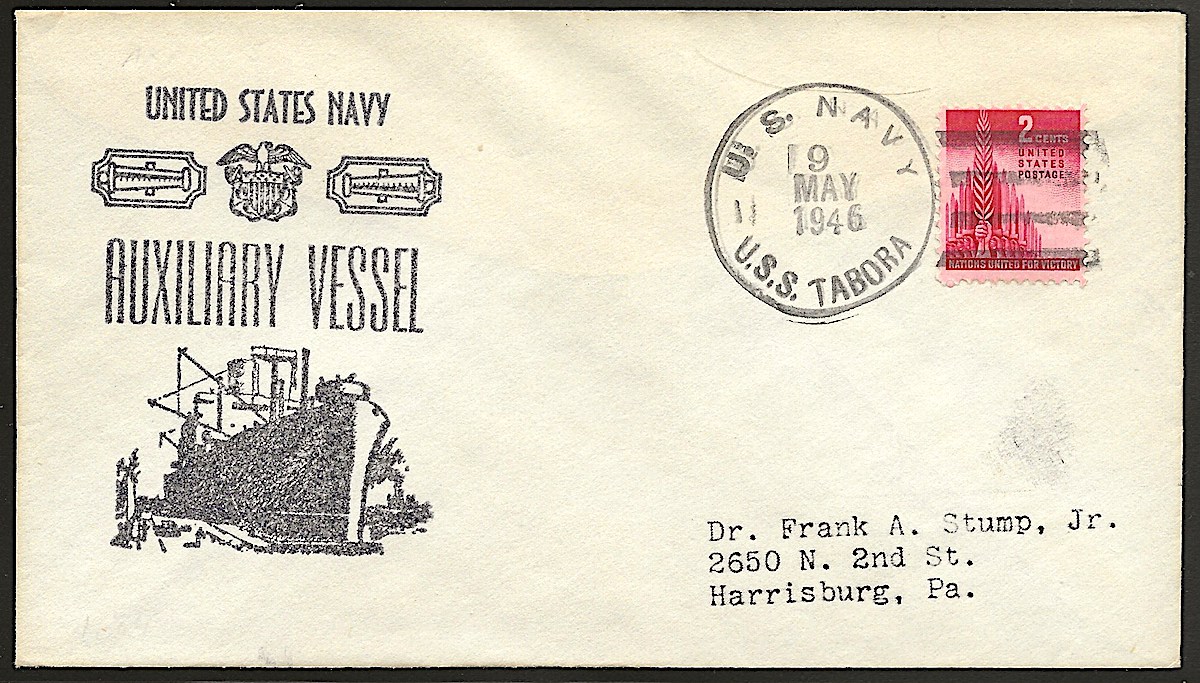 UNITED STATES NAVY
AUXILIARY VESSEL
U. S. NAVY
9
MAY
1946
U.S.S. TABORA
2 CENTS
UNITED
STATES
POSTAGE
NATIONS UNITED FOR VICTORY
Dr. Frank A. Stump, Jr.
2650 N. 2nd St.
Harrisburg, Pa.